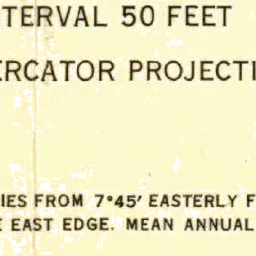 TERVAL 50 FEET
ERCATOR PROJECTI
IES FROM 7°45′ EASTERLY F
E EAST EDGE. MEAN ANNUAL